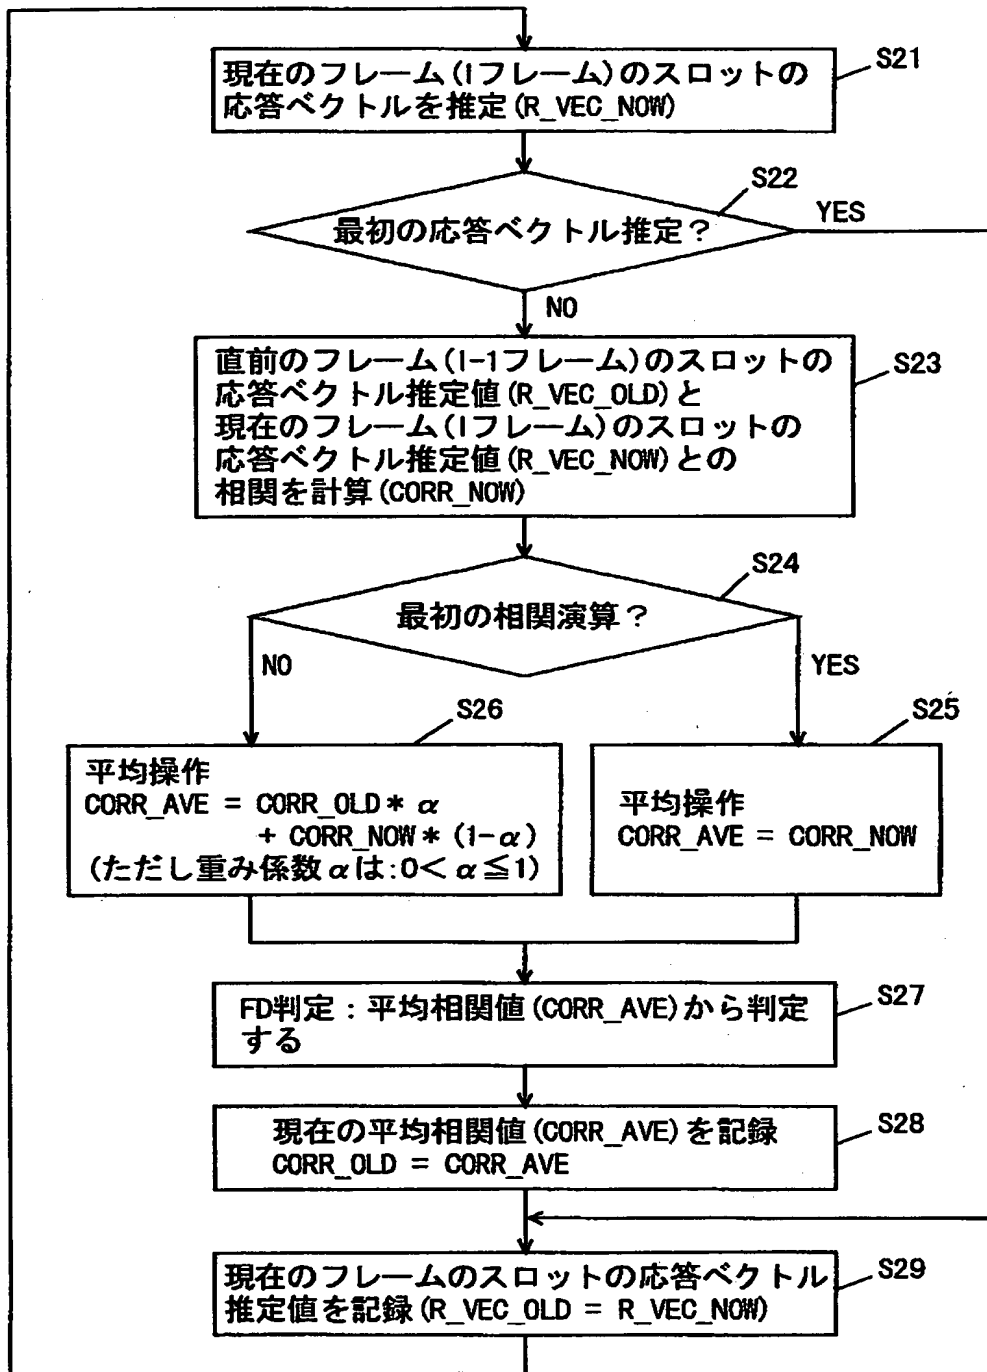 S21
現在のフレーム(Iフレーム)のスロットの
応答ベクトルを推定(R_VEC_NOW)
S22
最初の応答ベクトル推定？
YES
NO
S23
直前のフレーム(I-1フレーム)のスロットの
応答ベクトル推定値(R_VEC_OLD)と
現在のフレーム(Iフレーム)のスロットの
応答ベクトル推定値(R_VEC_NOW)との
相関を計算(CORR_NOW)
S24
最初の相関演算？
NO
YES
S26
平均操作
CORR_AVE = CORR_OLD* α
+ CORR_NOW* (1-α)
(ただし重み係数αは:0< α≦1)
S25
平均操作
CORR_AVE = CORR_NOW
S27
FD判定：平均相関値(CORR_AVE)から判定
する
S28
現在の平均相関値(CORR_AVE)を記録
CORR_OLD = CORR_AVE
S29
現在のフレームのスロットの応答ベクトル
推定値を記録(R_VEC_OLD = R_VEC_NOW)